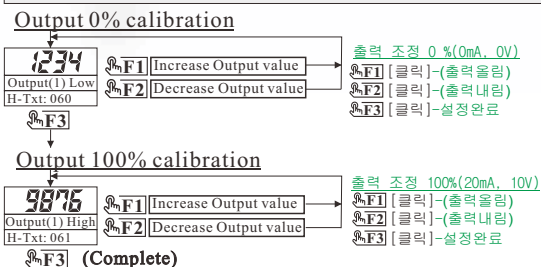 Output 0% calibration
1234
Output(1) Low
H-Txt: 060
F1 Increase Output value
F2 Decrease Output value
F3
출력 조정 0 %(0mA, 0V)
F1 [클릭]-(출력올림)
F2 [클릭]-(출력내림)
F3 [클릭]-설정완료
Output 100% calibration
9876
Output(1) High
H-Txt: 061
F1 Increase Output value
F2 Decrease Output value
F3 (Complete)
출력 조정 100%(20mA, 10V)
F1 [클릭]-(출력올림)
F2 [클릭]-(출력내림)
F3 [클릭]-설정완료